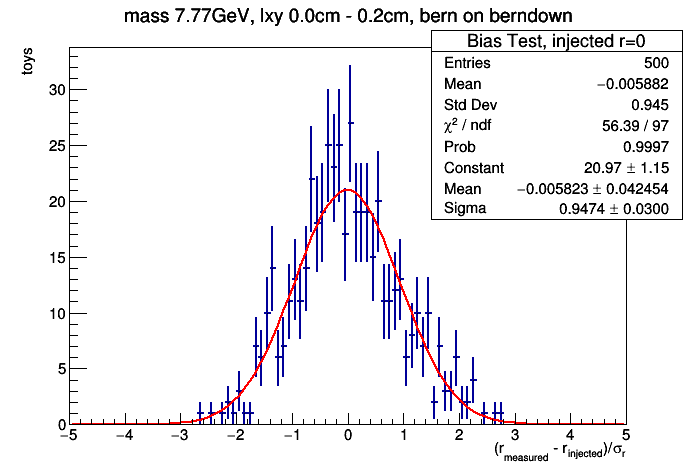 mass 7.77GeV, lxy 0.0cm - 0.2cm, bern on berndown
toys
Bias Test, injected r=0
Entries 500
Mean −0.005882
Std Dev 0.945
χ² / ndf 56.39 / 97
Prob 0.9997
Constant 20.97 ± 1.15
Mean −0.005823 ± 0.042454
Sigma 0.9474 ± 0.0300
30
25
20
15
10
5
0
−5 −4 −3 −2 −1 0 1 2 3 4 5
(r_measured - r_injected)/σ_r